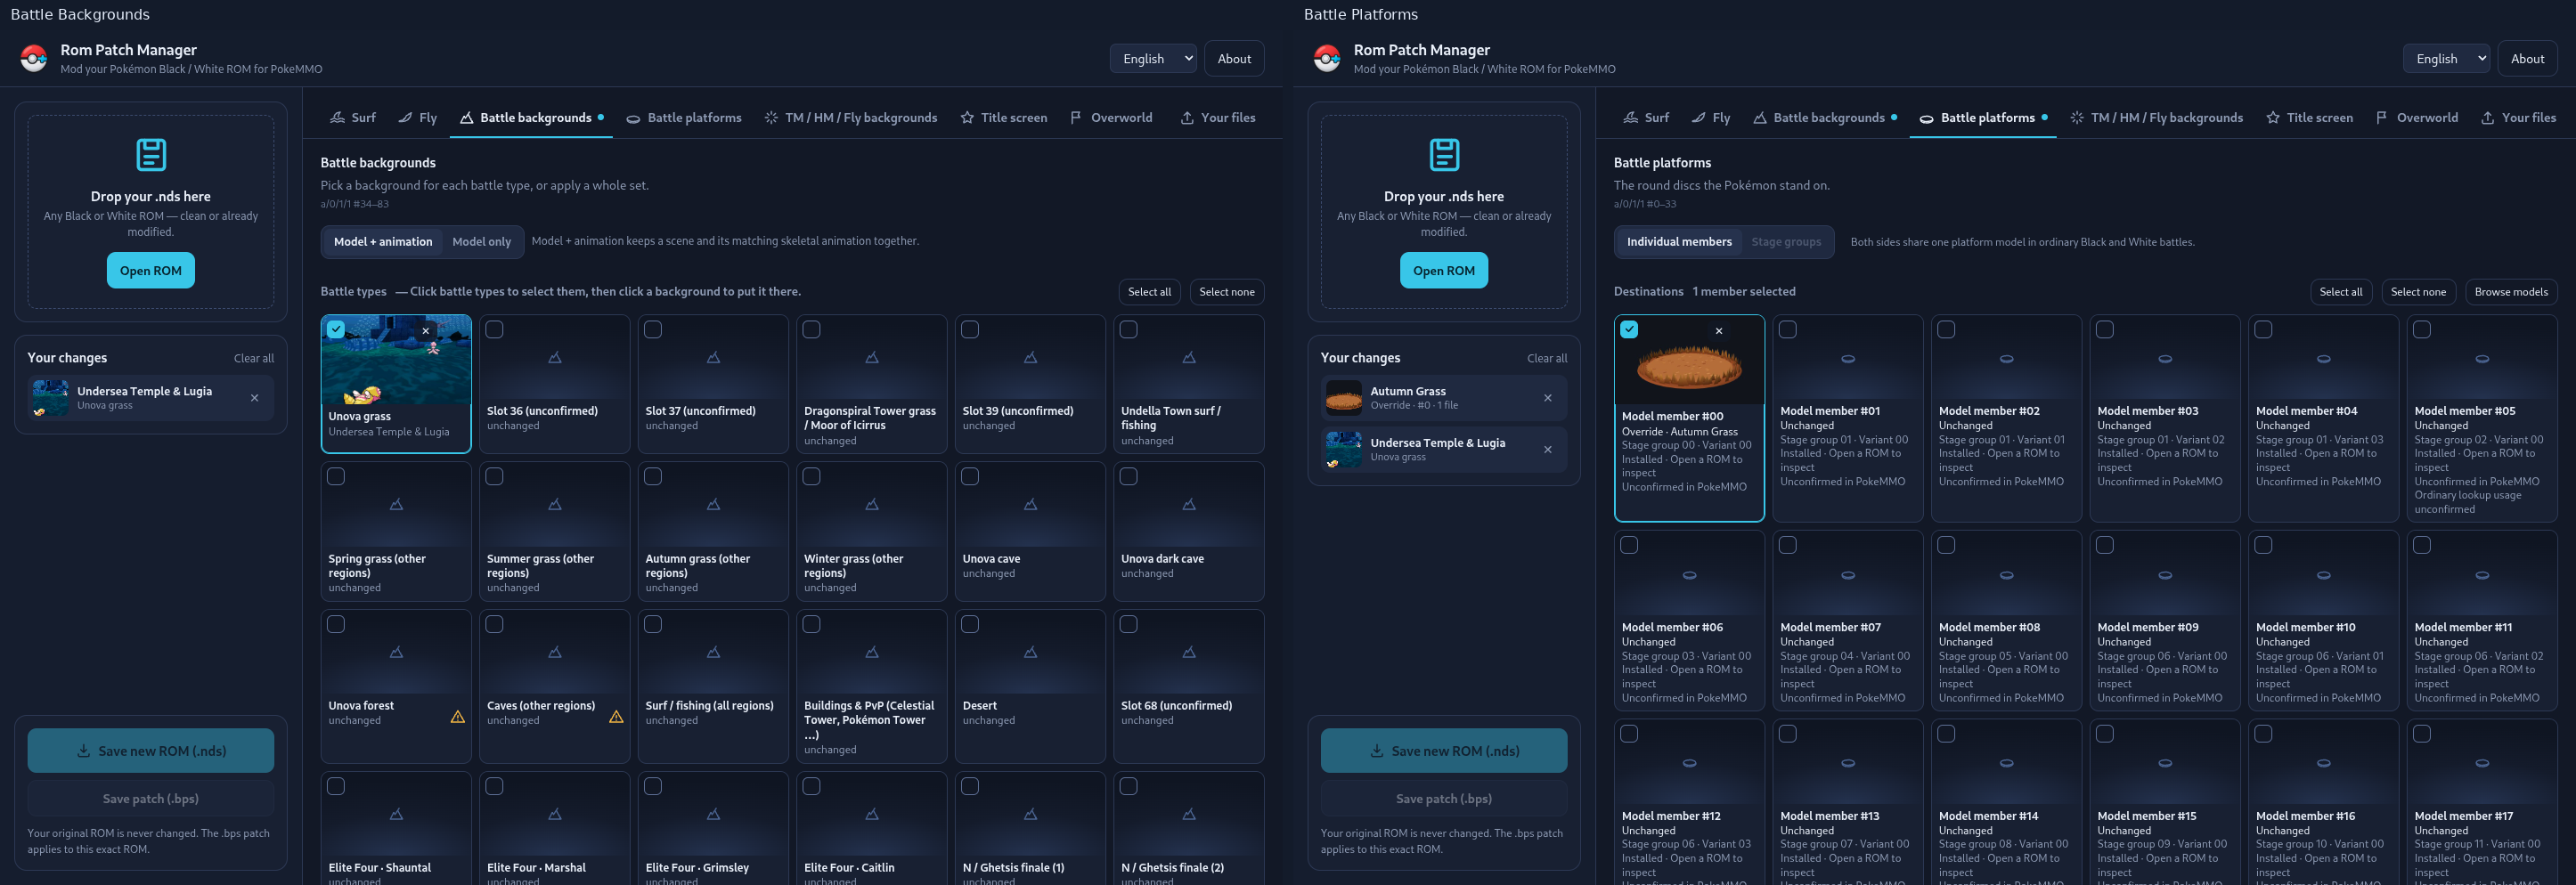 Battle Backgrounds
Rom Patch Manager
Mod your Pokémon Black / White ROM for PokeMMO
English
About
Drop your .nds here
Any Black or White ROM — clean or already
modified.
Open ROM
Your changes
Clear all
Undersea Temple & Lugia
Unova grass
Save new ROM (.nds)
Save patch (.bps)
Your original ROM is never changed. The .bps patch
applies to this exact ROM.
Surf
Fly
Battle backgrounds
Battle platforms
TM / HM / Fly backgrounds
Title screen
Overworld
Your files
Battle backgrounds
Pick a background for each battle type, or apply a whole set.
a/0/1/1 #34–83
Model + animation
Model only
Model + animation keeps a scene and its matching skeletal animation together.
Battle types — Click battle types to select them, then click a background to put it there.
Select all
Select none
Unova grass
Undersea Temple & Lugia
Slot 36 (unconfirmed)
unchanged
Slot 37 (unconfirmed)
unchanged
Dragonspiral Tower grass
/ Moor of Icirrus
unchanged
Slot 39 (unconfirmed)
unchanged
Undella Town surf /
fishing
unchanged
Spring grass (other
regions)
unchanged
Summer grass (other
regions)
unchanged
Autumn grass (other
regions)
unchanged
Winter grass (other
regions)
unchanged
Unova cave
unchanged
Unova dark cave
unchanged
Unova forest
unchanged
Caves (other regions)
unchanged
Surf / fishing (all regions)
unchanged
Buildings & PvP (Celestial
Tower, Pokémon Tower
...)
unchanged
Desert
unchanged
Slot 68 (unconfirmed)
unchanged
Elite Four · Shauntal
unchanged
Elite Four · Marshal
unchanged
Elite Four · Grimsley
unchanged
Elite Four · Caitlin
unchanged
N / Ghetsis finale (1)
unchanged
N / Ghetsis finale (2)
unchanged
Battle Platforms
Rom Patch Manager
Mod your Pokémon Black / White ROM for PokeMMO
English
About
Drop your .nds here
Any Black or White ROM — clean or already
modified.
Open ROM
Your changes
Clear all
Autumn Grass
Override · #0 · 1 file
Undersea Temple & Lugia
Unova grass
Save new ROM (.nds)
Save patch (.bps)
Your original ROM is never changed. The .bps patch
applies to this exact ROM.
Surf
Fly
Battle backgrounds
Battle platforms
TM / HM / Fly backgrounds
Title screen
Overworld
Your files
Battle platforms
The round discs the Pokémon stand on.
a/0/1/1 #0–33
Individual members
Stage groups
Both sides share one platform model in ordinary Black and White battles.
Destinations 1 member selected
Select all
Select none
Browse models
Model member #00
Override · Autumn Grass
Stage group 00 · Variant 00
Installed · Open a ROM to
inspect
Unconfirmed in PokeMMO
Model member #01
Unchanged
Stage group 01 · Variant 00
Installed · Open a ROM to
inspect
Unconfirmed in PokeMMO
Model member #02
Unchanged
Stage group 01 · Variant 01
Installed · Open a ROM to
inspect
Unconfirmed in PokeMMO
Model member #03
Unchanged
Stage group 01 · Variant 02
Installed · Open a ROM to
inspect
Unconfirmed in PokeMMO
Model member #04
Unchanged
Stage group 01 · Variant 03
Installed · Open a ROM to
inspect
Unconfirmed in PokeMMO
Model member #05
Unchanged
Stage group 02 · Variant 00
Installed · Open a ROM to
inspect
Unconfirmed in PokeMMO
Ordinary lookup usage
unconfirmed
Model member #06
Unchanged
Stage group 03 · Variant 00
Installed · Open a ROM to
inspect
Unconfirmed in PokeMMO
Model member #07
Unchanged
Stage group 04 · Variant 00
Installed · Open a ROM to
inspect
Unconfirmed in PokeMMO
Model member #08
Unchanged
Stage group 05 · Variant 00
Installed · Open a ROM to
inspect
Unconfirmed in PokeMMO
Model member #09
Unchanged
Stage group 06 · Variant 00
Installed · Open a ROM to
inspect
Unconfirmed in PokeMMO
Model member #10
Unchanged
Stage group 06 · Variant 01
Installed · Open a ROM to
inspect
Unconfirmed in PokeMMO
Model member #11
Unchanged
Stage group 06 · Variant 02
Installed · Open a ROM to
inspect
Unconfirmed in PokeMMO
Model member #12
Unchanged
Stage group 06 · Variant 03
Installed · Open a ROM to
inspect
Model member #13
Unchanged
Stage group 07 · Variant 00
Installed · Open a ROM to
inspect
Model member #14
Unchanged
Stage group 08 · Variant 00
Installed · Open a ROM to
inspect
Model member #15
Unchanged
Stage group 09 · Variant 00
Installed · Open a ROM to
inspect
Model member #16
Unchanged
Stage group 10 · Variant 00
Installed · Open a ROM to
inspect
Model member #17
Unchanged
Stage group 11 · Variant 00
Installed · Open a ROM to
inspect